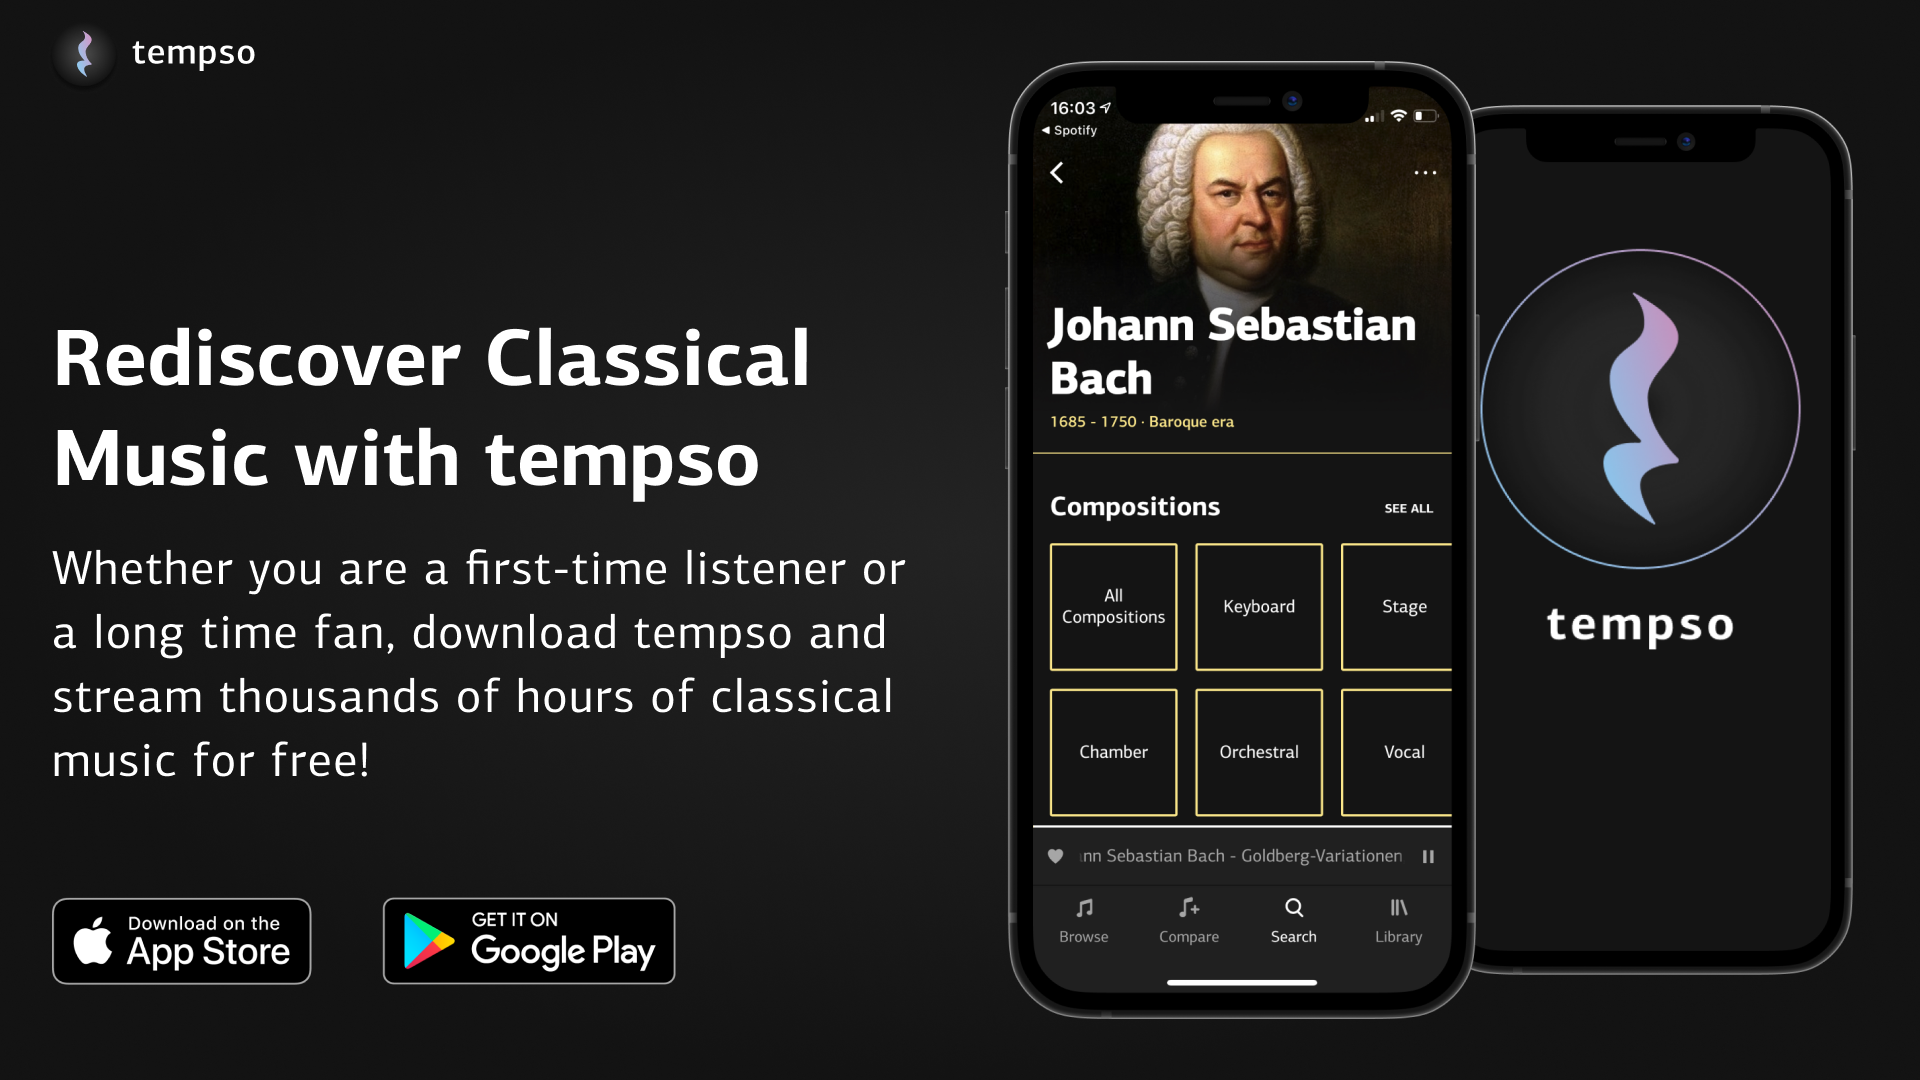 tempso
Rediscover Classical
Music with tempso
Whether you are a first-time listener or
a long time fan, download tempso and
stream thousands of hours of classical
music for free!
Download on the
App Store
GET IT ON
Google Play
16:03
Spotify
Johann Sebastian
Bach
1685 - 1750 · Baroque era
Compositions
SEE ALL
All
Compositions
Keyboard
Stage
Chamber
Orchestral
Vocal
nn Sebastian Bach - Goldberg-Variationen
Browse
Compare
Search
Library
tempso